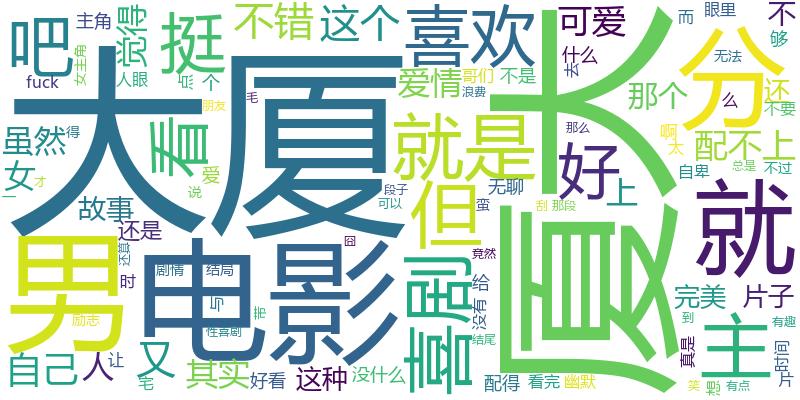 大厦
厦大
男
电影
就
分
主
就是
喜剧
但
好
看
喜欢
挺
吧
又
女
人
觉得
不错
这个
可爱
不
主角
女主角
fuck
人眼
点
个
朋友
毛
爱情
哥们
浪费
不是
什么
去
那个
而
眼里
够
无法
还
么
不要
啊
太
那么
配不上
自卑
不过
总是
虽然
得
爱
才
一
说
故事
还是
还算
时
段子
可以
无聊
蛮
上
刮
那段
囧
竟然
没有
给
剧情
结局
与
性喜剧
带
励志
自己
让
宅
其实
好看
这种
没什么
结尾
配得
看完
幽默
完美
片子
到
有趣
真是
时间
片
笑
想
有点